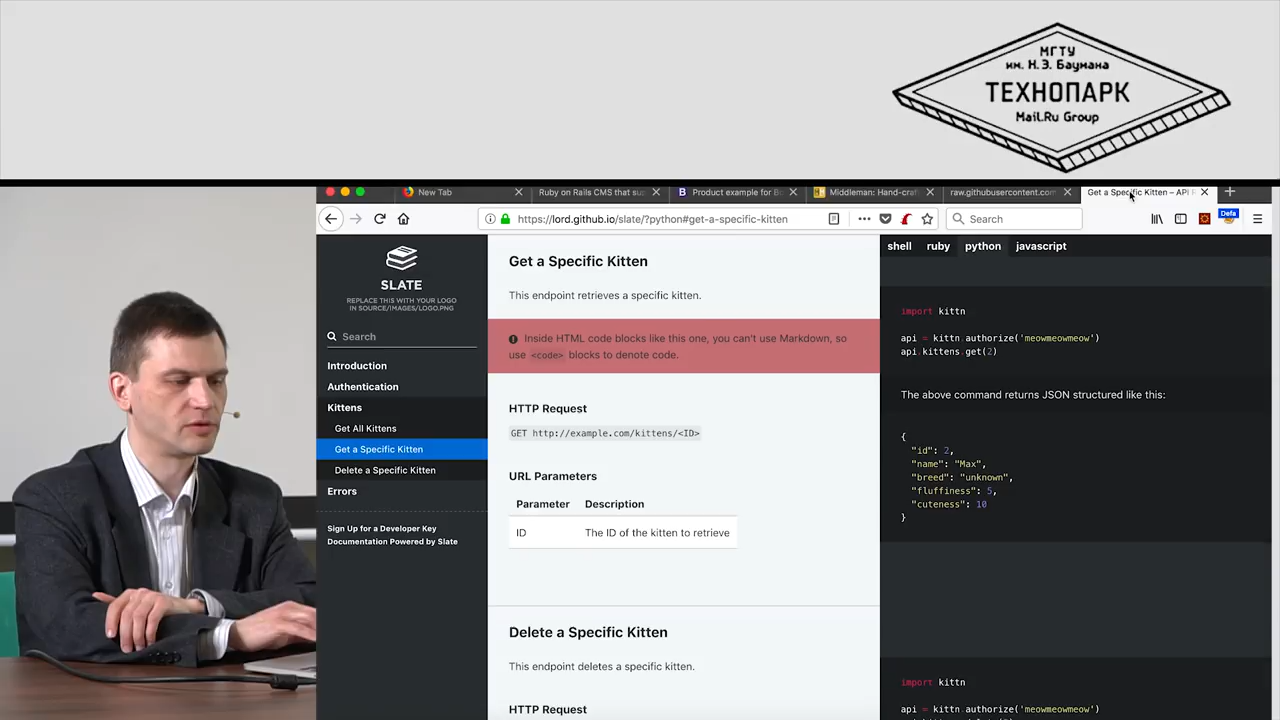 МГТУ
им. Н.Э. Баумана
ТЕХНОПАРК
Mail.Ru Group
New Tab
Ruby on Rails CMS that su
Product example for Bo
Middleman: Hand-craf
raw.githubusercontent.com
Get a Specific Kitten – API R
https://lord.github.io/slate/?python#get-a-specific-kitten
Search
Defa
SLATE
REPLACE THIS WITH YOUR LOGO
IN SOURCE/IMAGES/LOGO.PNG
Search
Introduction
Authentication
Kittens
Get All Kittens
Get a Specific Kitten
Delete a Specific Kitten
Errors
Sign Up for a Developer Key
Documentation Powered by Slate
Get a Specific Kitten
This endpoint retrieves a specific kitten.
Inside HTML code blocks like this one, you can't use Markdown, so
use <code> blocks to denote code.
HTTP Request
GET http://example.com/kittens/<ID>
URL Parameters
Parameter Description
ID The ID of the kitten to retrieve
Delete a Specific Kitten
This endpoint deletes a specific kitten.
HTTP Request
shell ruby python javascript
import kittn
api = kittn.authorize('meowmeowmeow')
api.kittens.get(2)
The above command returns JSON structured like this:
{
"id": 2,
"name": "Max",
"breed": "unknown",
"fluffiness": 5,
"cuteness": 10
}
import kittn
api = kittn.authorize('meowmeowmeow')